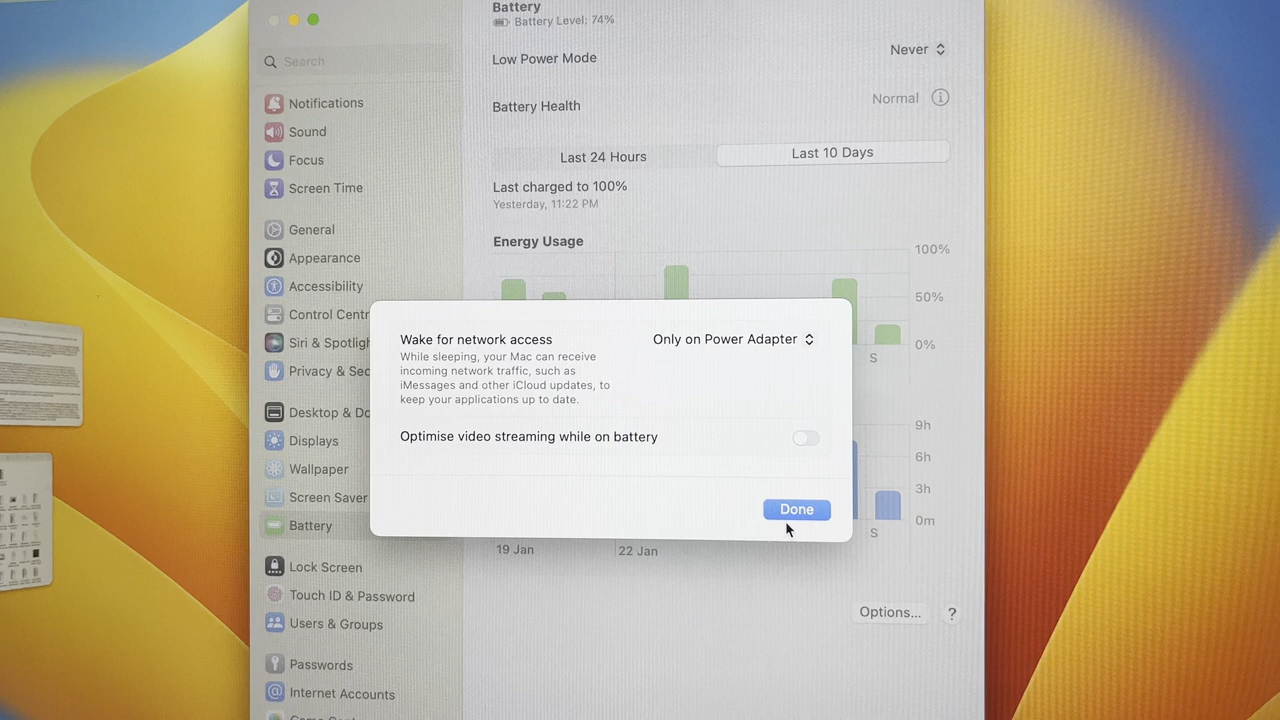 Battery
Battery Level: 74%
Low Power Mode
Never
Battery Health
Normal
Last 24 Hours
Last 10 Days
Last charged to 100%
Yesterday, 11:22 PM
Energy Usage
100%
50%
0%
S
9h
6h
3h
0m
S
19 Jan
22 Jan
Options...
?
Search
Notifications
Sound
Focus
Screen Time
General
Appearance
Accessibility
Control Centr
Siri & Spotligh
Privacy & Sec
Desktop & Do
Displays
Wallpaper
Screen Saver
Battery
Lock Screen
Touch ID & Password
Users & Groups
Passwords
Internet Accounts
Wake for network access
Only on Power Adapter
While sleeping, your Mac can receive
incoming network traffic, such as
iMessages and other iCloud updates, to
keep your applications up to date.
Optimise video streaming while on battery
Done